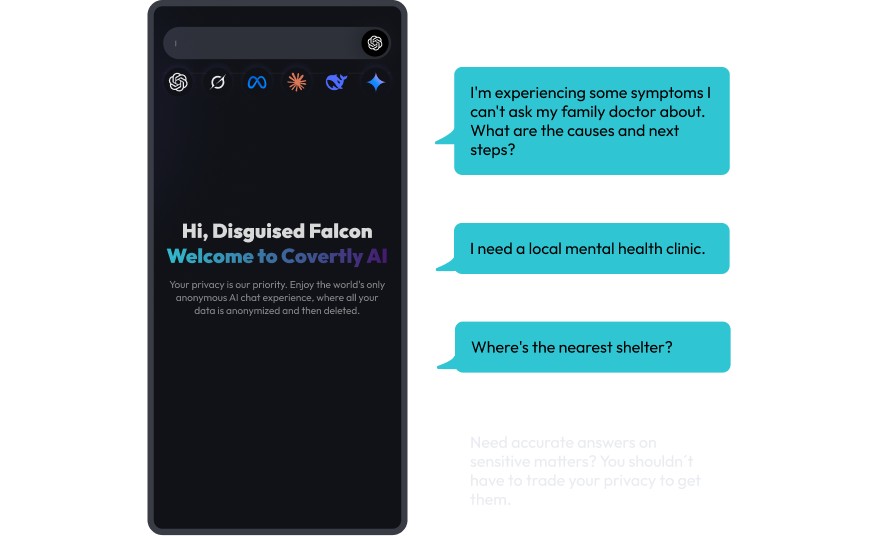 Hi, Disguised Falcon
Welcome to Covertly AI
Your privacy is our priority. Enjoy the world's only
anonymous AI chat experience, where all your
data is anonymized and then deleted.
I'm experiencing some symptoms I
can't ask my family doctor about.
What are the causes and next
steps?
I need a local mental health clinic.
Where's the nearest shelter?
Need accurate answers on
sensitive matters? You shouldn´t
have to trade your privacy to get
them.